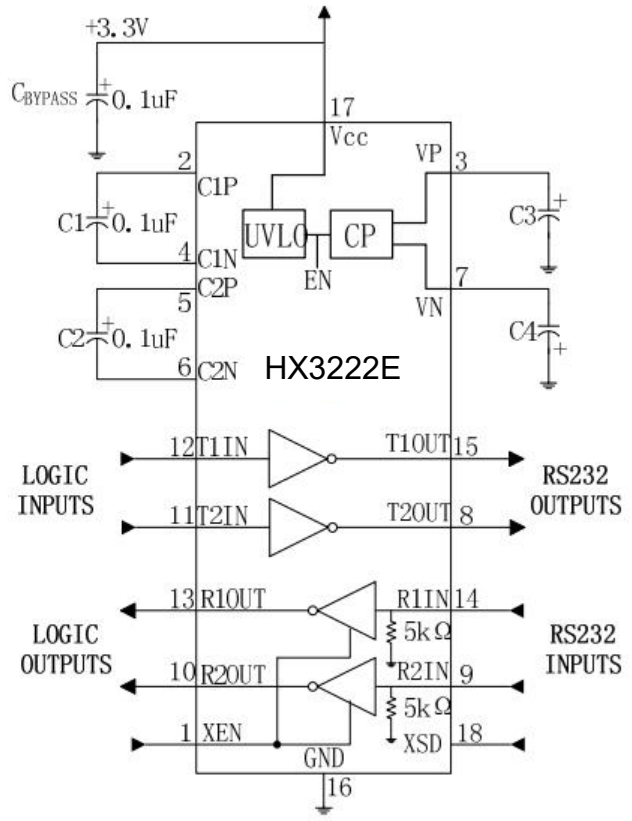 +3.3V
CBYPASS + 0.1uF
17
Vcc
2
C1P
C1 + 0.1uF
4
C1N
UVLO
CP
EN
VP
3
C3 +
C2P
5
C2 + 0.1uF
6
C2N
VN
7
C4 +
HX3222E
LOGIC
INPUTS
12 T1IN
T1OUT 15
11 T2IN
T2OUT 8
RS232
OUTPUTS
LOGIC
OUTPUTS
13 R1OUT
R1IN 14
5kΩ
10 R2OUT
R2IN 9
5kΩ
RS232
INPUTS
1 XEN
GND
XSD 18
16